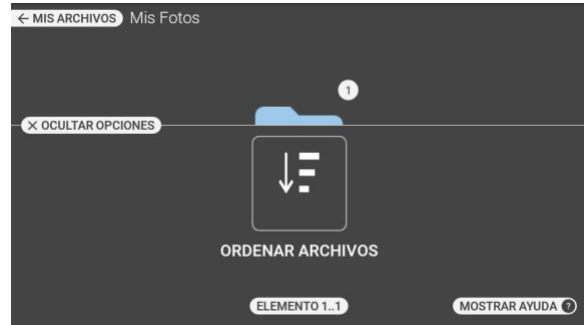 ← MIS ARCHIVOS Mis Fotos
1
X OCULTAR OPCIONES
ORDENAR ARCHIVOS
ELEMENTO 1..1
MOSTRAR AYUDA ?